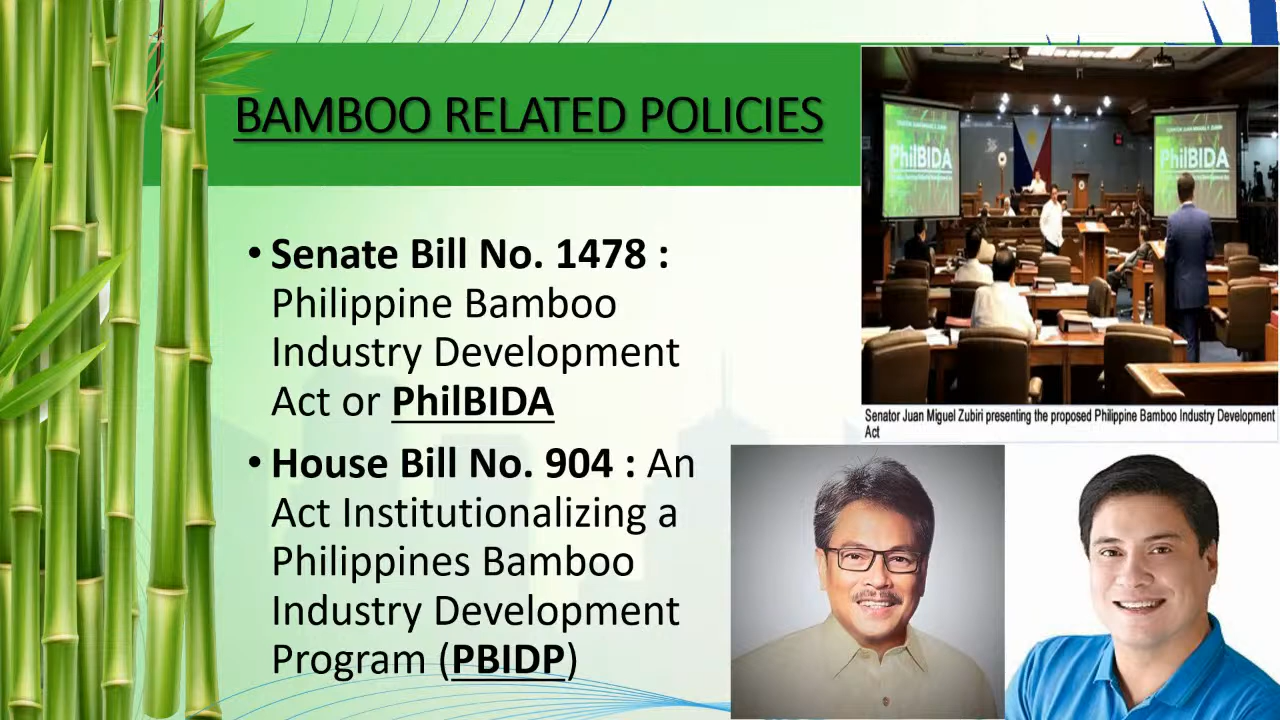 BAMBOO RELATED POLICIES
• Senate Bill No. 1478 :
Philippine Bamboo
Industry Development
Act or PhilBIDA
• House Bill No. 904 : An
Act Institutionalizing a
Philippines Bamboo
Industry Development
Program (PBIDP)
PhilBIDA
PhilBIDA
Senator Juan Miguel Zubiri presenting the proposed Philippine Bamboo Industry Development
Act